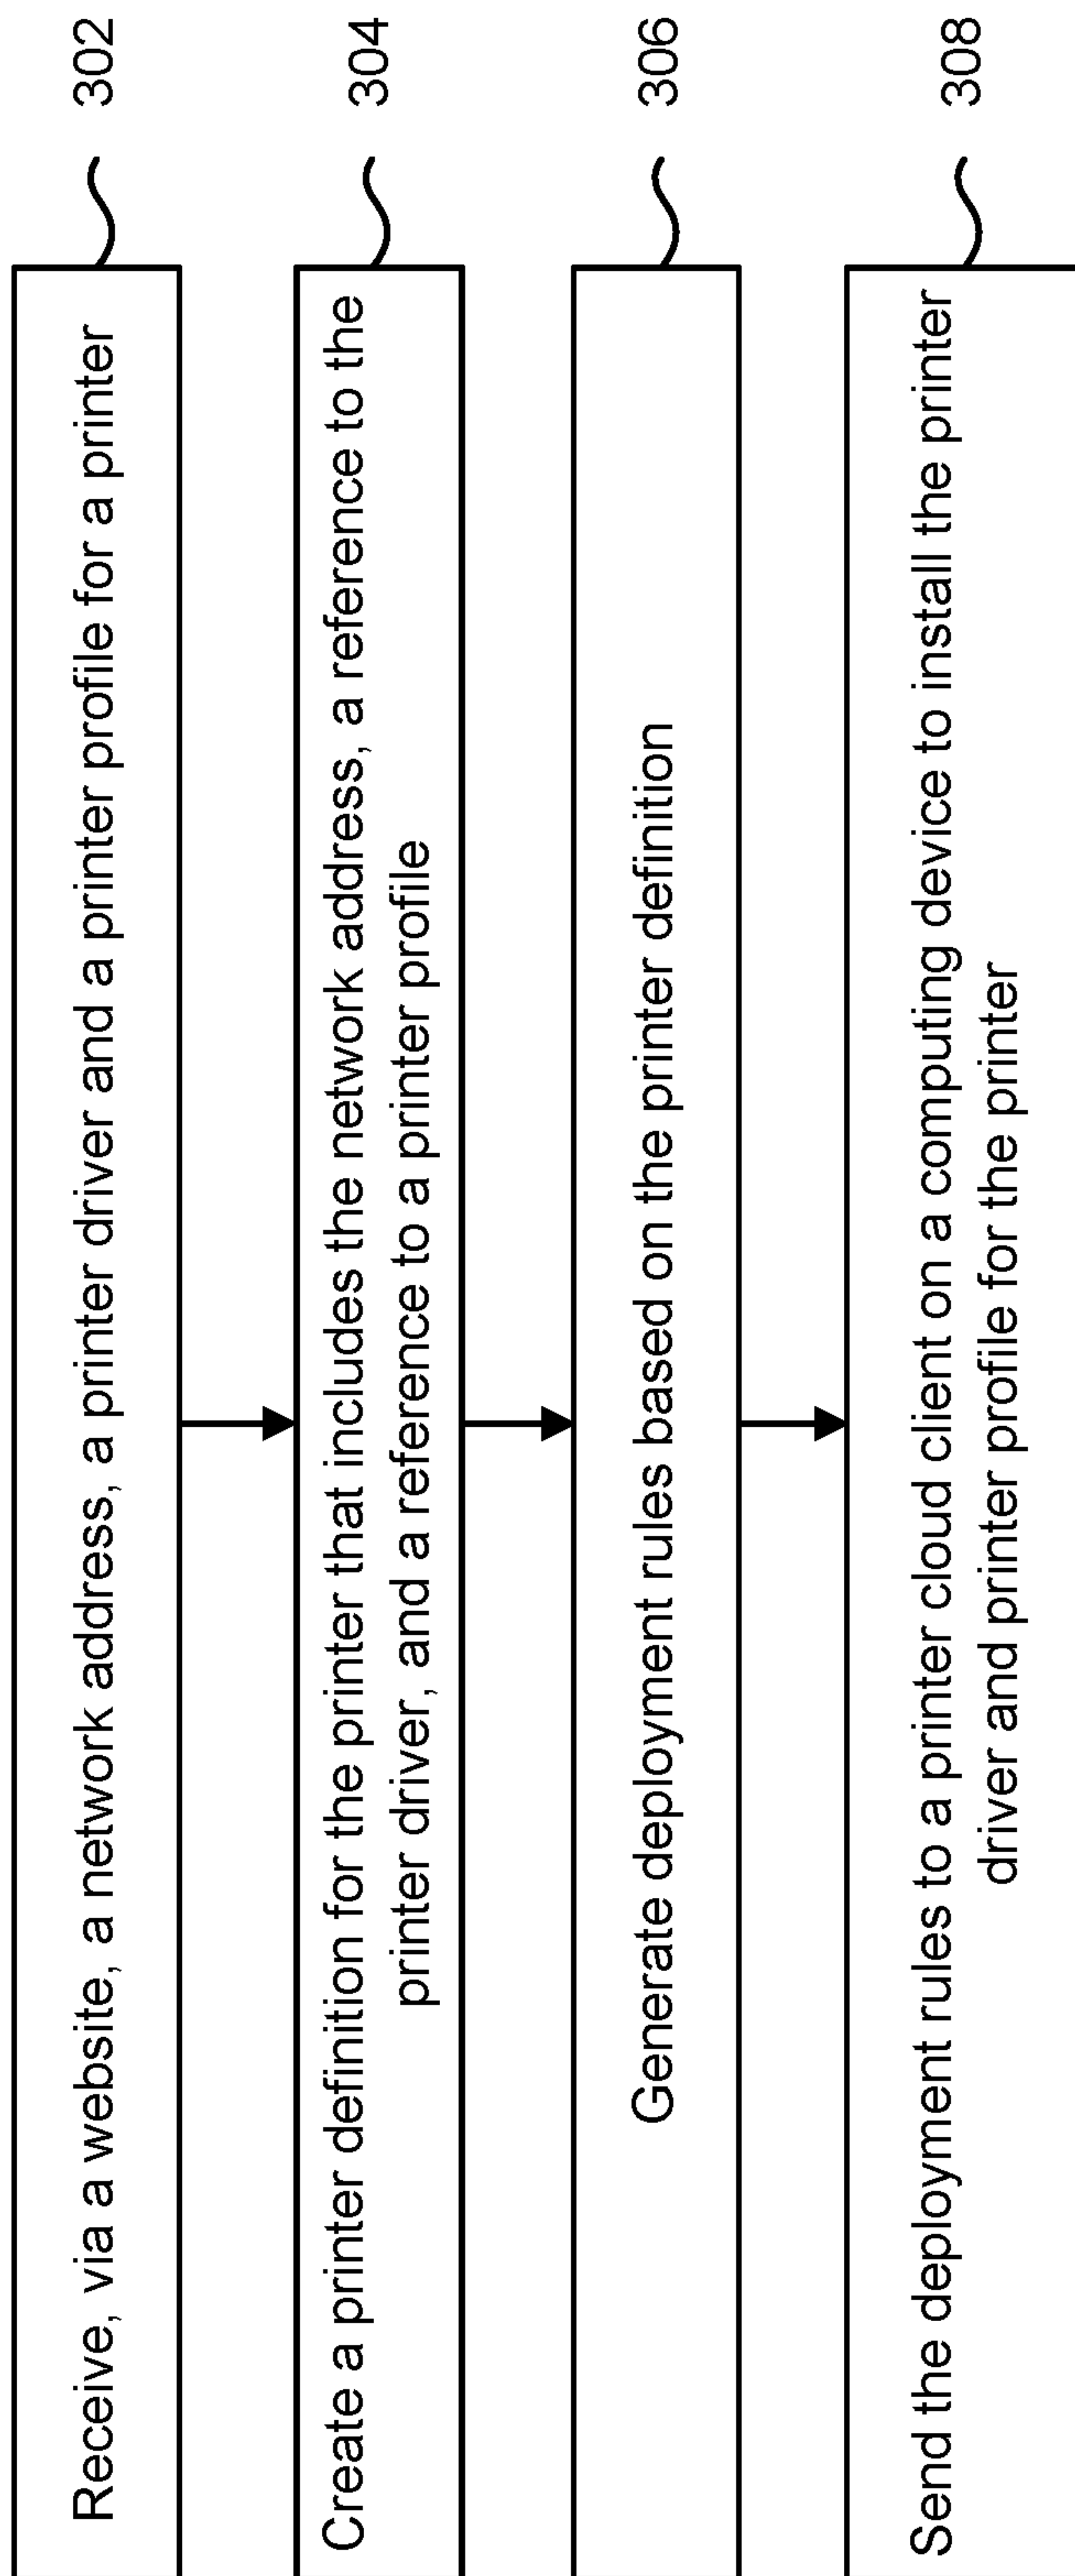 Receive, via a website, a network address, a printer driver and a printer profile for a printer
302
Create a printer definition for the printer that includes the network address, a reference to the
printer driver, and a reference to a printer profile
304
Generate deployment rules based on the printer definition
306
Send the deployment rules to a printer cloud client on a computing device to install the printer
driver and printer profile for the printer
308